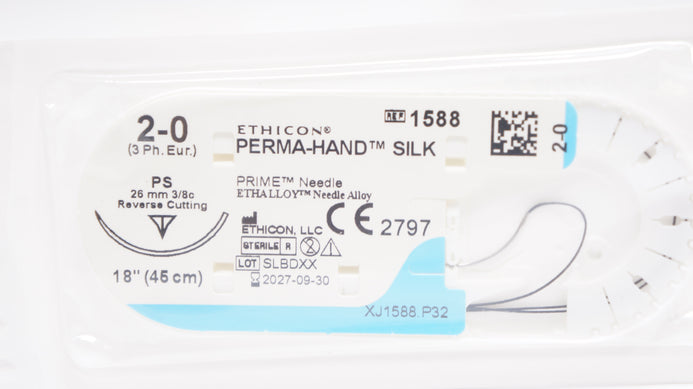 2-0
(3 Ph. Eur.)
PS
26 mm 3/8c
Reverse Cutting
18" (45 cm)
REF 1588
ETHICON®
PERMA-HAND™ SILK
PRIME™ Needle
ETHALLOY™ Needle Alloy
ETHICON, LLC
CE 2797
STERILE R
LOT SLBDXX
2027-09-30
XJ1588.P32
2-0